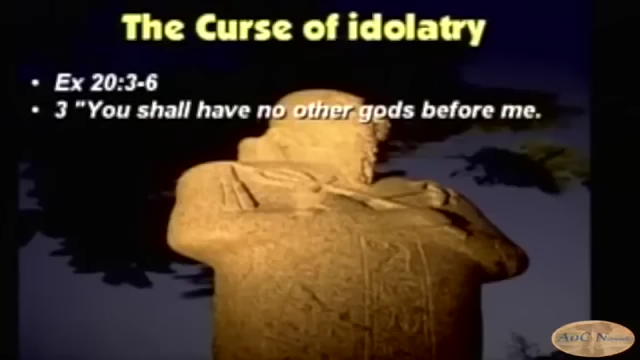 The Curse of idolatry
• Ex 20:3-6
• 3 "You shall have no other gods before me.